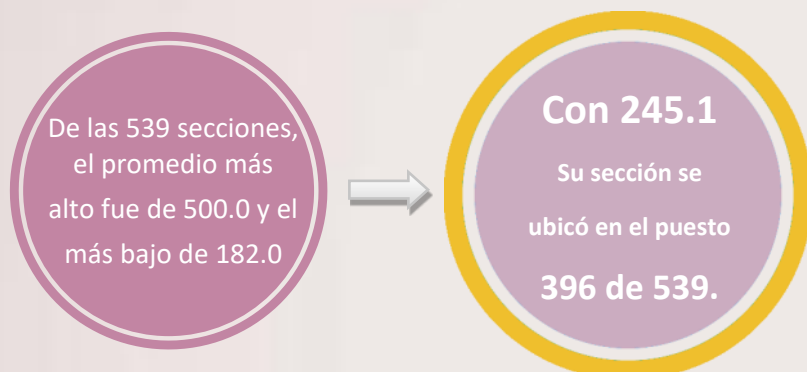 De las 539 secciones,
el promedio más
alto fue de 500.0 y el
más bajo de 182.0
Con 245.1
Su sección se
ubicó en el puesto
396 de 539.